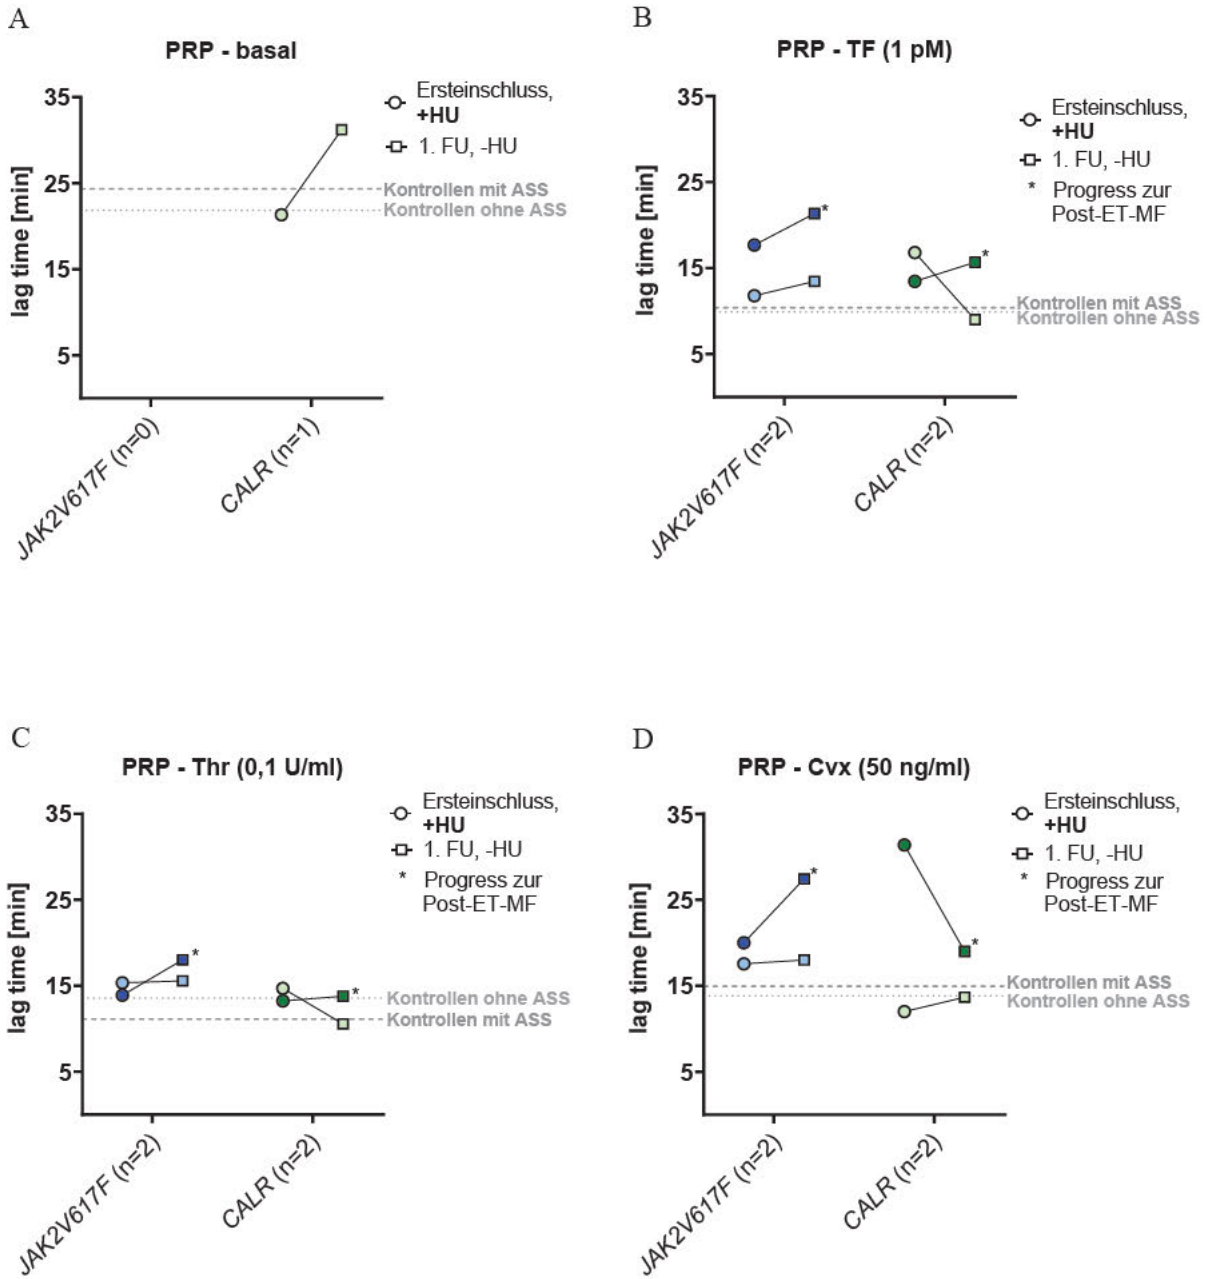 A
PRP - basal
35
25
15
5
lag time [min]
Ersteinschluss,
+HU
1. FU, -HU
Kontrollen mit ASS
Kontrollen ohne ASS
JAK2V617F (n=0)
CALR (n=1)
B
PRP - TF (1 pM)
35
25
15
5
lag time [min]
Ersteinschluss,
+HU
1. FU, -HU
* Progress zur
Post-ET-MF
*
*
Kontrollen mit ASS
Kontrollen ohne ASS
JAK2V617F (n=2)
CALR (n=2)
C
PRP - Thr (0,1 U/ml)
35
25
15
5
lag time [min]
Ersteinschluss,
+HU
1. FU, -HU
* Progress zur
Post-ET-MF
*
*
Kontrollen ohne ASS
Kontrollen mit ASS
JAK2V617F (n=2)
CALR (n=2)
D
PRP - Cvx (50 ng/ml)
35
25
15
5
lag time [min]
Ersteinschluss,
+HU
1. FU, -HU
* Progress zur
Post-ET-MF
*
*
Kontrollen mit ASS
Kontrollen ohne ASS
JAK2V617F (n=2)
CALR (n=2)